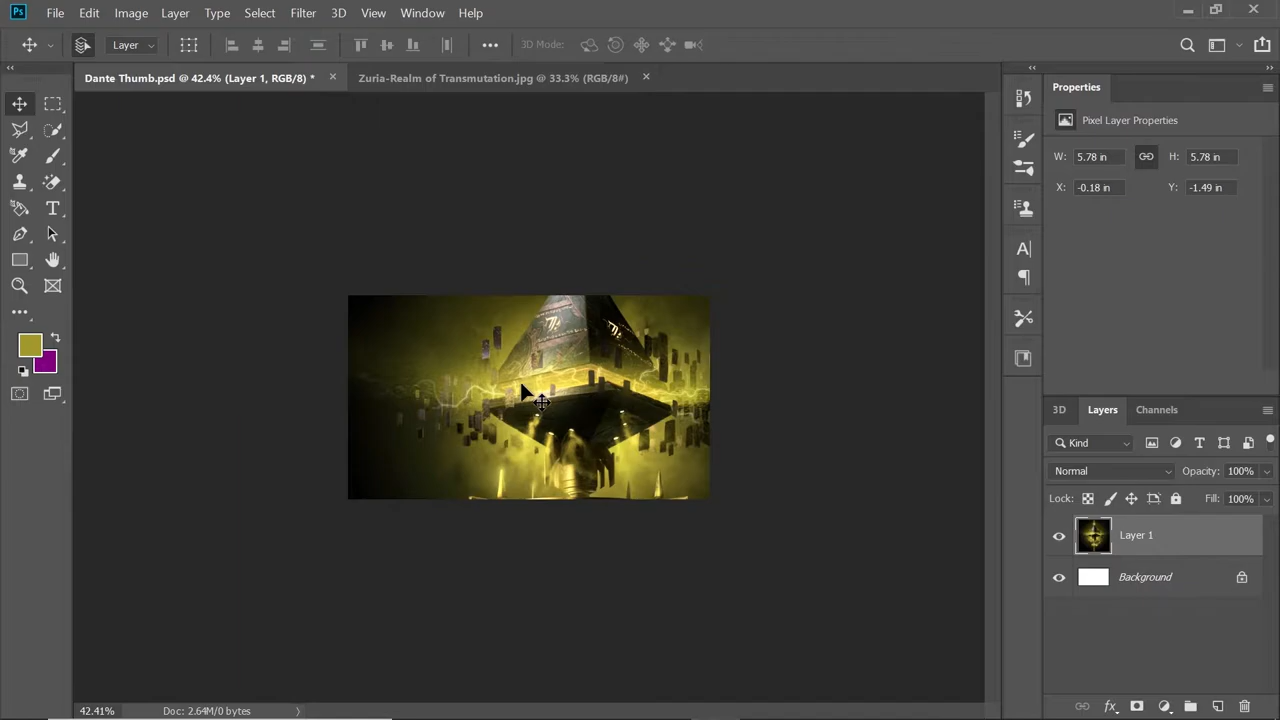 Ps File Edit Image Layer Type Select Filter 3D View Window Help
Layer 3D Mode:
Dante Thumb.psd @ 42.4% (Layer 1, RGB/8) * Zuria-Realm of Transmutation.jpg @ 33.3% (RGB/8#)
Properties
Pixel Layer Properties
W: 5.78 in H: 5.78 in
X: -0.18 in Y: -1.49 in
3D Layers Channels
Kind
Normal Opacity: 100%
Lock: Fill: 100%
Layer 1
Background
42.41% Doc: 2.64M/0 bytes